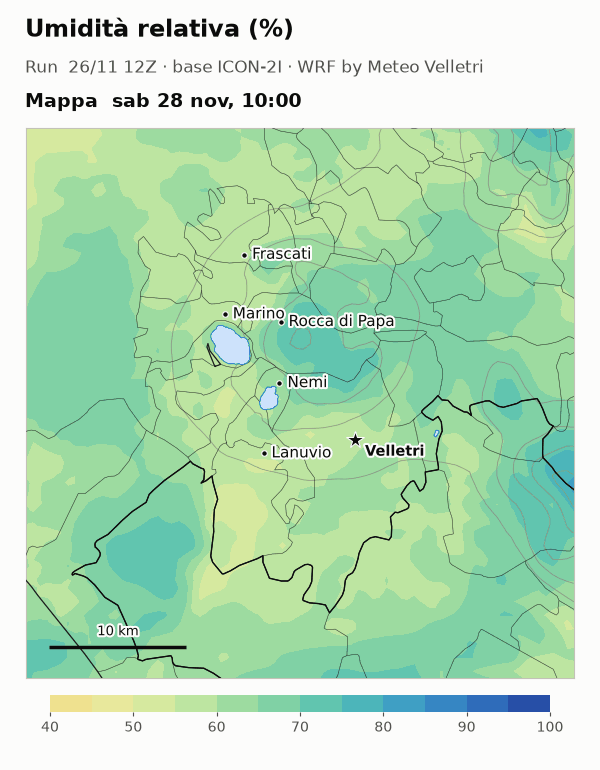 Umidità relativa (%)
Run 26/11 12Z · base ICON-2I · WRF by Meteo Velletri
Mappa sab 28 nov, 10:00
Frascati
Marino
Rocca di Papa
Nemi
Velletri
Lanuvio
10 km
40 50 60 70 80 90 100